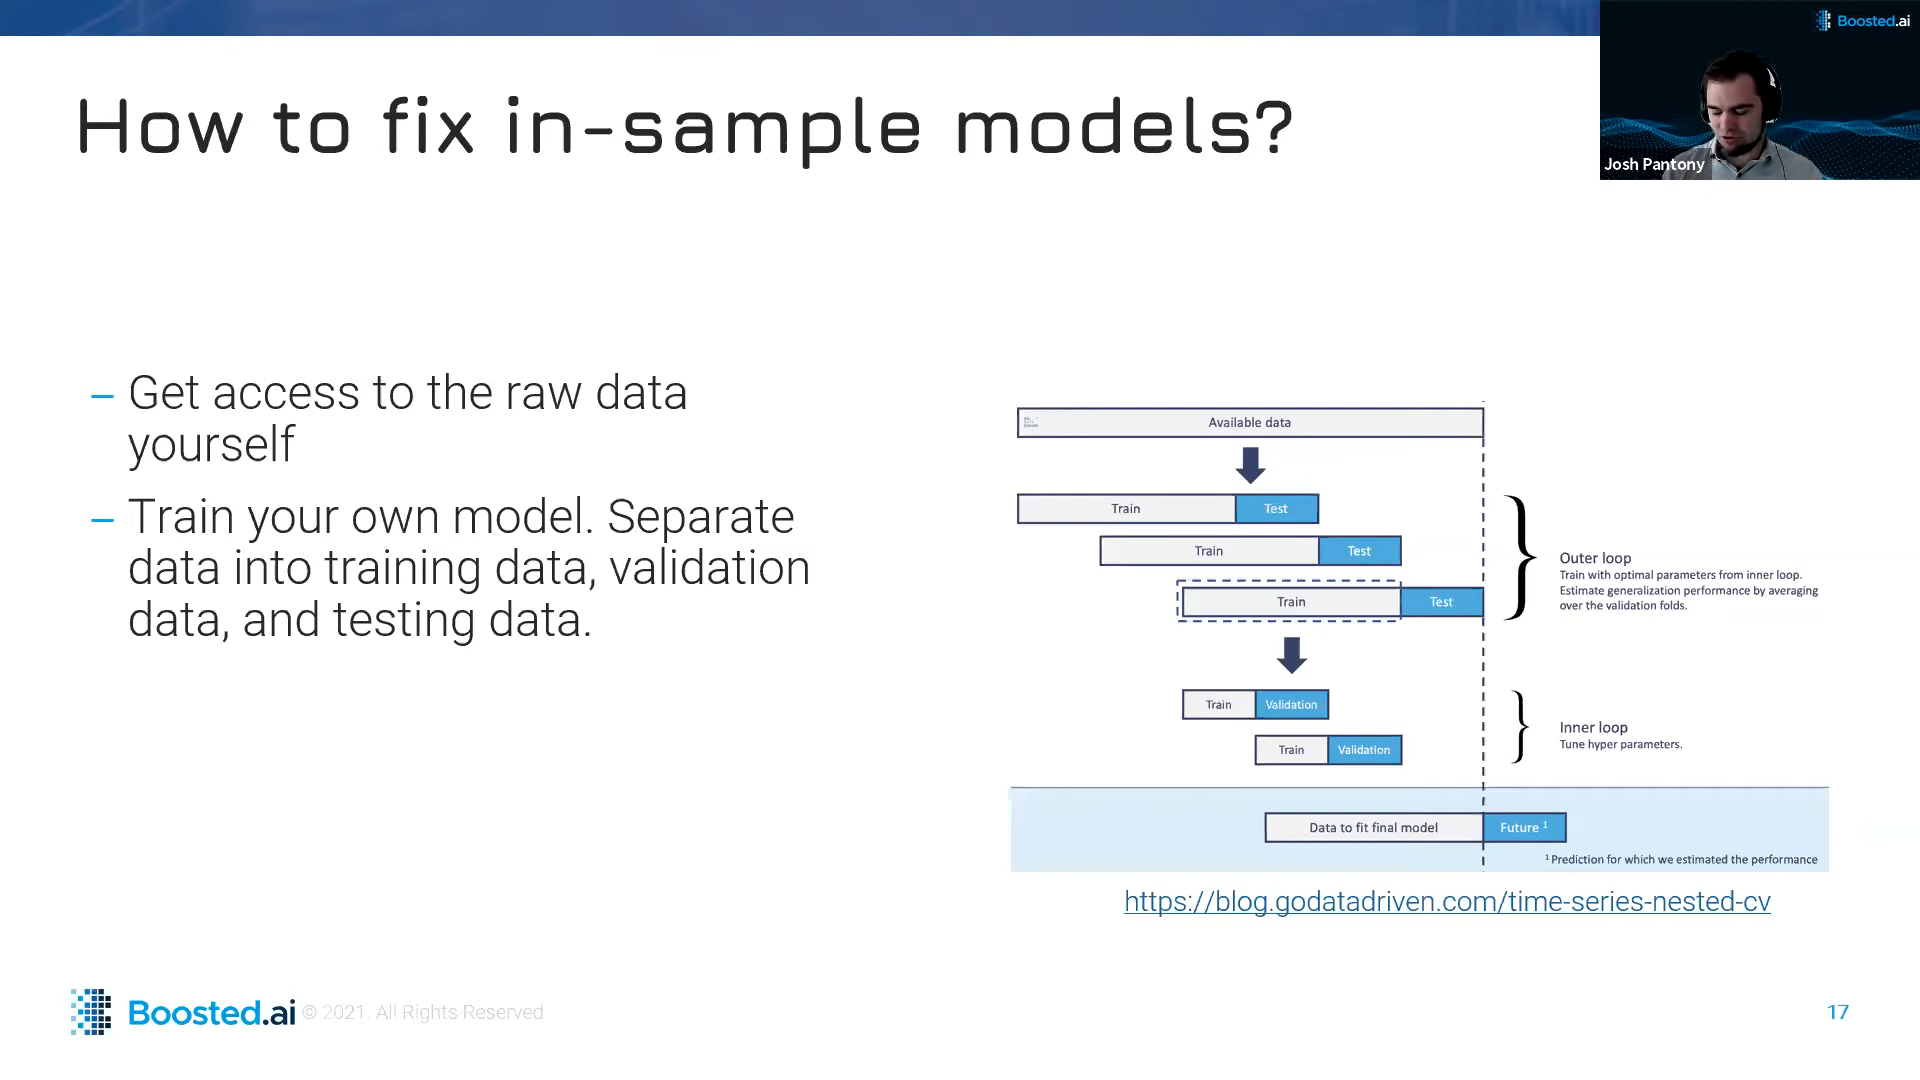 Boosted.ai
Josh Pantony
How to fix in-sample models?
– Get access to the raw data
yourself
– Train your own model. Separate
data into training data, validation
data, and testing data.
Available data
Train Test
Train Test
Train Test
Outer loop
Train with optimal parameters from inner loop.
Estimate generalization performance by averaging
over the validation folds.
Train Validation
Train Validation
Inner loop
Tune hyper parameters.
Data to fit final model Future ¹
¹ Prediction for which we estimated the performance
https://blog.godatadriven.com/time-series-nested-cv
Boosted.ai © 2021. All Rights Reserved
17